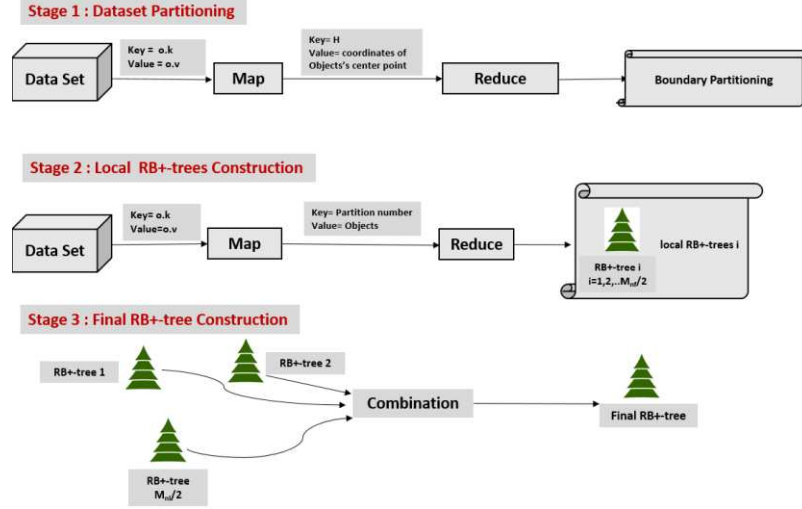 Stage 1 : Dataset Partitioning
Data Set
Key = o.k
Value = o.v
Map
Key= H
Value= coordinates of
Objects's center point
Reduce
Boundary Partitioning
Stage 2 : Local RB+-trees Construction
Data Set
Key= o.k
Value=o.v
Map
Key= Partition number
Value= Objects
Reduce
local RB+-trees i
RB+-tree i
i=1,2,..Mnd/2
Stage 3 : Final RB+-tree Construction
RB+-tree 1
RB+-tree 2
Combination
Final RB+-tree
RB+-tree
Mnd/2